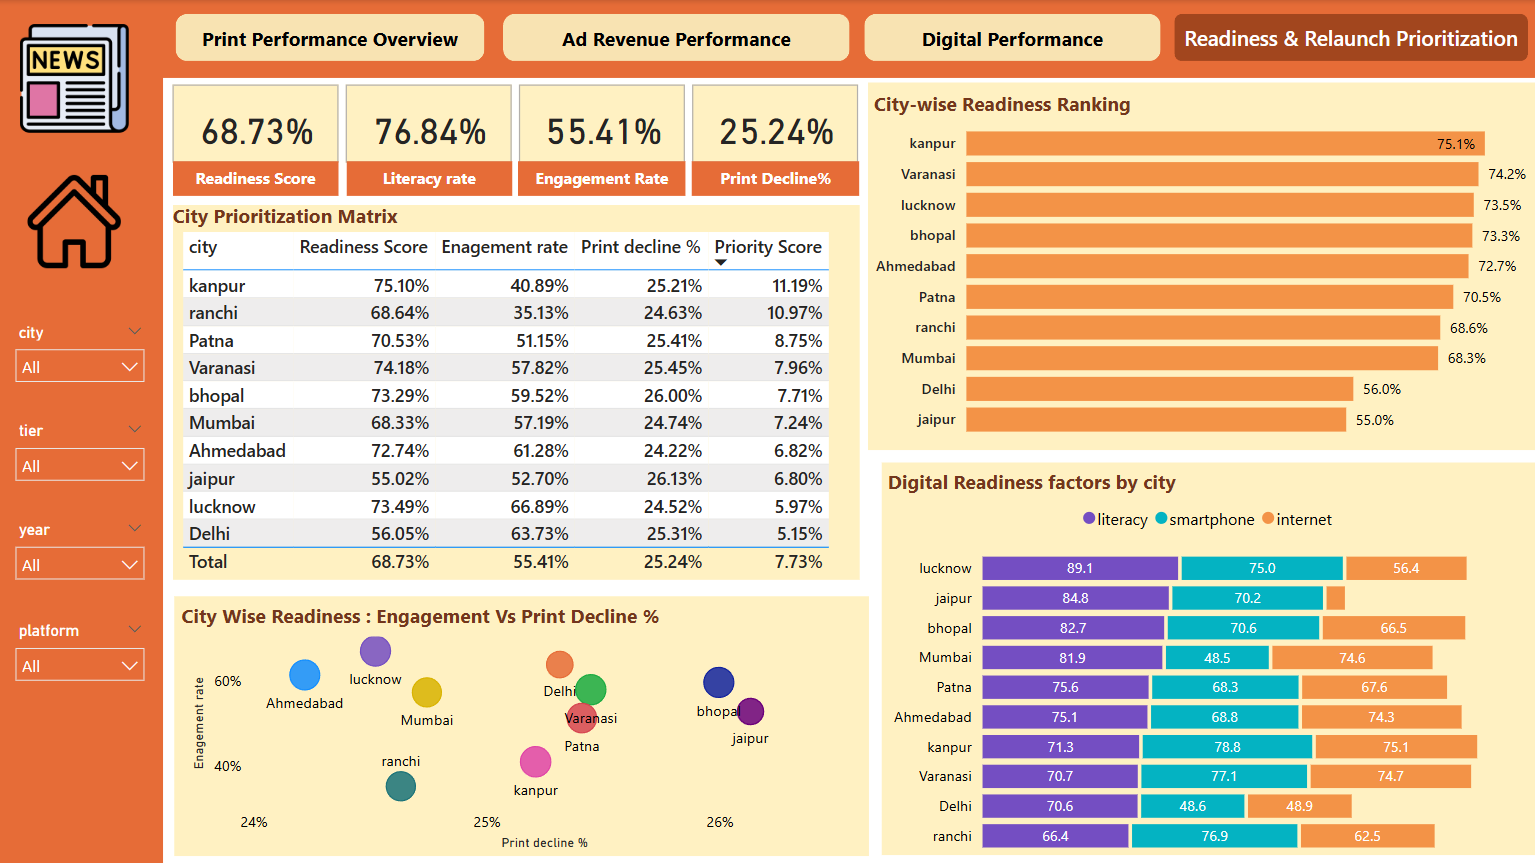 NEWS
Print Performance Overview
Ad Revenue Performance
Digital Performance
Readiness & Relaunch Prioritization
city
All
tier
All
year
All
platform
All
68.73%
Readiness Score
76.84%
Literacy rate
55.41%
Engagement Rate
25.24%
Print Decline%
City Prioritization Matrix
city Readiness Score Enagement rate Print decline % Priority Score
kanpur 75.10% 40.89% 25.21% 11.19%
ranchi 68.64% 35.13% 24.63% 10.97%
Patna 70.53% 51.15% 25.41% 8.75%
Varanasi 74.18% 57.82% 25.45% 7.96%
bhopal 73.29% 59.52% 26.00% 7.71%
Mumbai 68.33% 57.19% 24.74% 7.24%
Ahmedabad 72.74% 61.28% 24.22% 6.82%
jaipur 55.02% 52.70% 26.13% 6.80%
lucknow 73.49% 66.89% 24.52% 5.97%
Delhi 56.05% 63.73% 25.31% 5.15%
Total 68.73% 55.41% 25.24% 7.73%
City Wise Readiness : Engagement Vs Print Decline %
Enagement rate
60%
40%
Ahmedabad
lucknow
Mumbai
ranchi
Delhi
Varanasi
Patna
kanpur
bhopal
jaipur
24% 25% 26%
Print decline %
City-wise Readiness Ranking
kanpur 75.1%
Varanasi 74.2%
lucknow 73.5%
bhopal 73.3%
Ahmedabad 72.7%
Patna 70.5%
ranchi 68.6%
Mumbai 68.3%
Delhi 56.0%
jaipur 55.0%
Digital Readiness factors by city
literacy smartphone internet
lucknow 89.1 75.0 56.4
jaipur 84.8 70.2
bhopal 82.7 70.6 66.5
Mumbai 81.9 48.5 74.6
Patna 75.6 68.3 67.6
Ahmedabad 75.1 68.8 74.3
kanpur 71.3 78.8 75.1
Varanasi 70.7 77.1 74.7
Delhi 70.6 48.6 48.9
ranchi 66.4 76.9 62.5